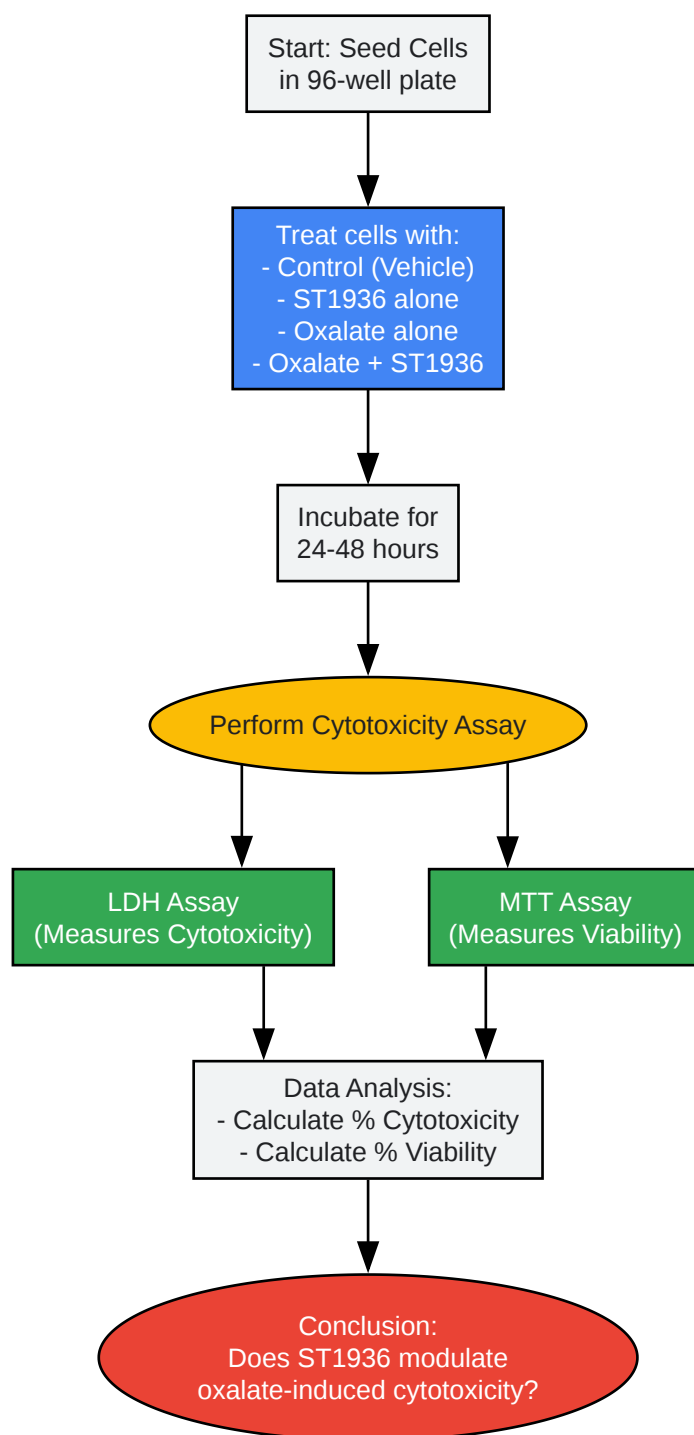 Start: Seed Cells
in 96-well plate
Treat cells with:
- Control (Vehicle)
- ST1936 alone
- Oxalate alone
- Oxalate + ST1936
Incubate for
24-48 hours
Perform Cytotoxicity Assay
LDH Assay
(Measures Cytotoxicity)
MTT Assay
(Measures Viability)
Data Analysis:
- Calculate % Cytotoxicity
- Calculate % Viability
Conclusion:
Does ST1936 modulate
oxalate-induced cytotoxicity?